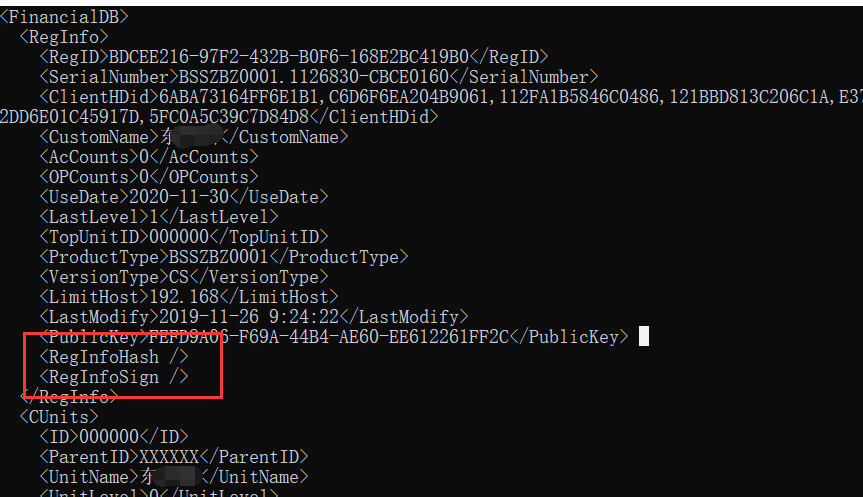 <FinancialDB>
<RegInfo>
<RegID>BDCEE216-97F2-432B-B0F6-168E2BC419B0</RegID>
<SerialNumber>BSSZBZ0001.1126830-CBCE0160</SerialNumber>
<ClientHDid>6ABA73164FF6E1B1,C6D6F6EA204B9061,112FA1B5846C0486,121BBD813C206C1A,E37
2DD6E01C45917D,5FC0A5C39C7D84D8</ClientHDid>
<CustomName>东</CustomName>
<AcCounts>0</AcCounts>
<OPCounts>0</OPCounts>
<UseDate>2020-11-30</UseDate>
<LastLevel>1</LastLevel>
<TopUnitID>000000</TopUnitID>
<ProductType>BSSZBZ0001</ProductType>
<VersionType>CS</VersionType>
<LimitHost>192.168</LimitHost>
<LastModify>2019-11-26 9:24:22</LastModify>
<PublicKey>FEFD9A06-F69A-44B4-AE60-EE612261FF2C</PublicKey>
<RegInfoHash />
<RegInfoSign />
</RegInfo>
<CUnits>
<ID>000000</ID>
<ParentID>XXXXXX</ParentID>
<UnitName>东</UnitName>
<UnitLevel>0</UnitLevel>